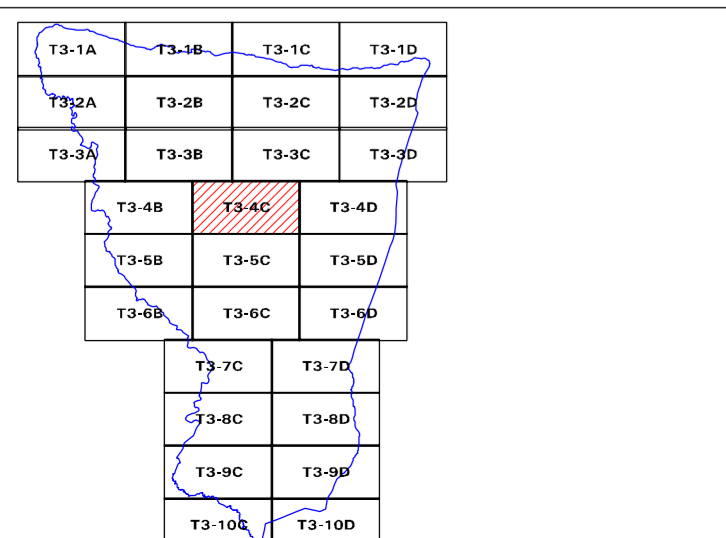 T3-1A T3-1B T3-1C T3-1D
T3-2A T3-2B T3-2C T3-2D
T3-3A T3-3B T3-3C T3-3D
T3-4B T3-4C T3-4D
T3-5B T3-5C T3-5D
T3-6B T3-6C T3-6D
T3-7C T3-7D
T3-8C T3-8D
T3-9C T3-9D
T3-10C T3-10D